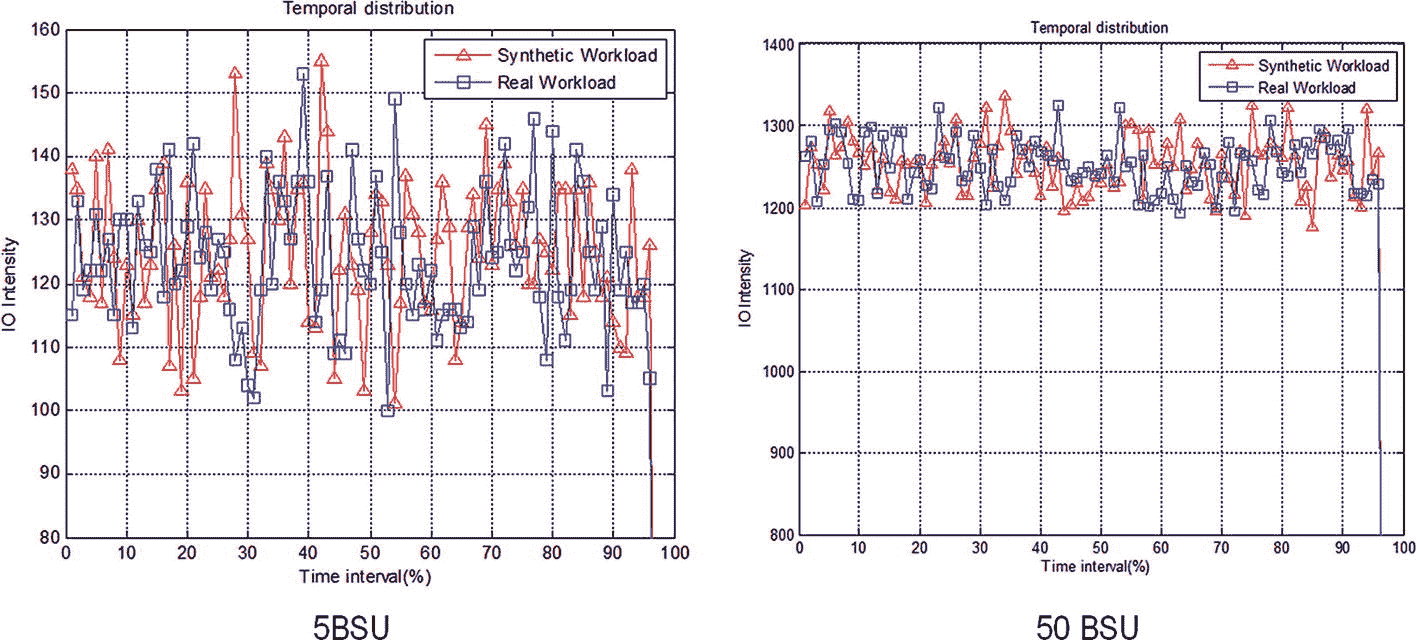 Temporal distribution
160
150
140
130
120
110
100
90
80
IO Intensity
Synthetic Workload
Real Workload
0 10 20 30 40 50 60 70 80 90 100
Time interval(%)
5BSU
Temporal distribution
1400
1300
1200
1100
1000
900
800
IO Intensity
Synthetic Workload
Real Workload
0 10 20 30 40 50 60 70 80 90 100
Time interval(%)
50 BSU